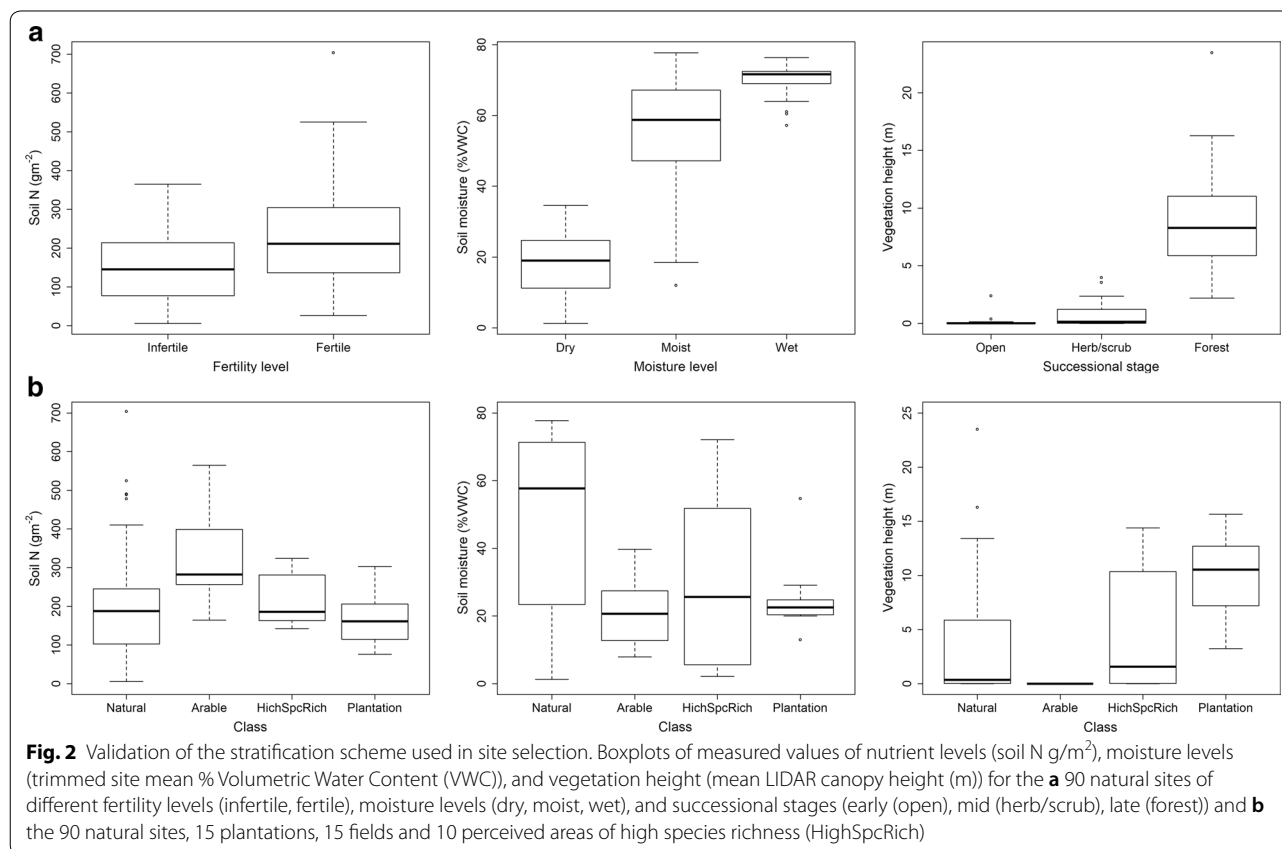 a
700
600
500
400
300
200
100
0
Soil N (gm-2)
Infertile
Fertile
Fertility level
80
60
40
20
0
Soil moisture (%VWC)
Dry
Moist
Wet
Moisture level
20
15
10
5
0
Vegetation height (m)
Open
Herb/scrub
Forest
Successional stage
b
700
600
500
400
300
200
100
0
Soil N (gm-2)
Natural
Arable
HichSpcRich
Plantation
Class
80
60
40
20
0
Soil moisture (%VWC)
Natural
Arable
HichSpcRich
Plantation
Class
25
20
15
10
5
0
Vegetation height (m)
Natural
Arable
HichSpcRich
Plantation
Class
Fig. 2 Validation of the stratification scheme used in site selection. Boxplots of measured values of nutrient levels (soil N g/m2), moisture levels
(trimmed site mean % Volumetric Water Content (VWC)), and vegetation height (mean LIDAR canopy height (m)) for the a 90 natural sites of
different fertility levels (infertile, fertile), moisture levels (dry, moist, wet), and successional stages (early (open), mid (herb/scrub), late (forest)) and b
the 90 natural sites, 15 plantations, 15 fields and 10 perceived areas of high species richness (HighSpcRich)